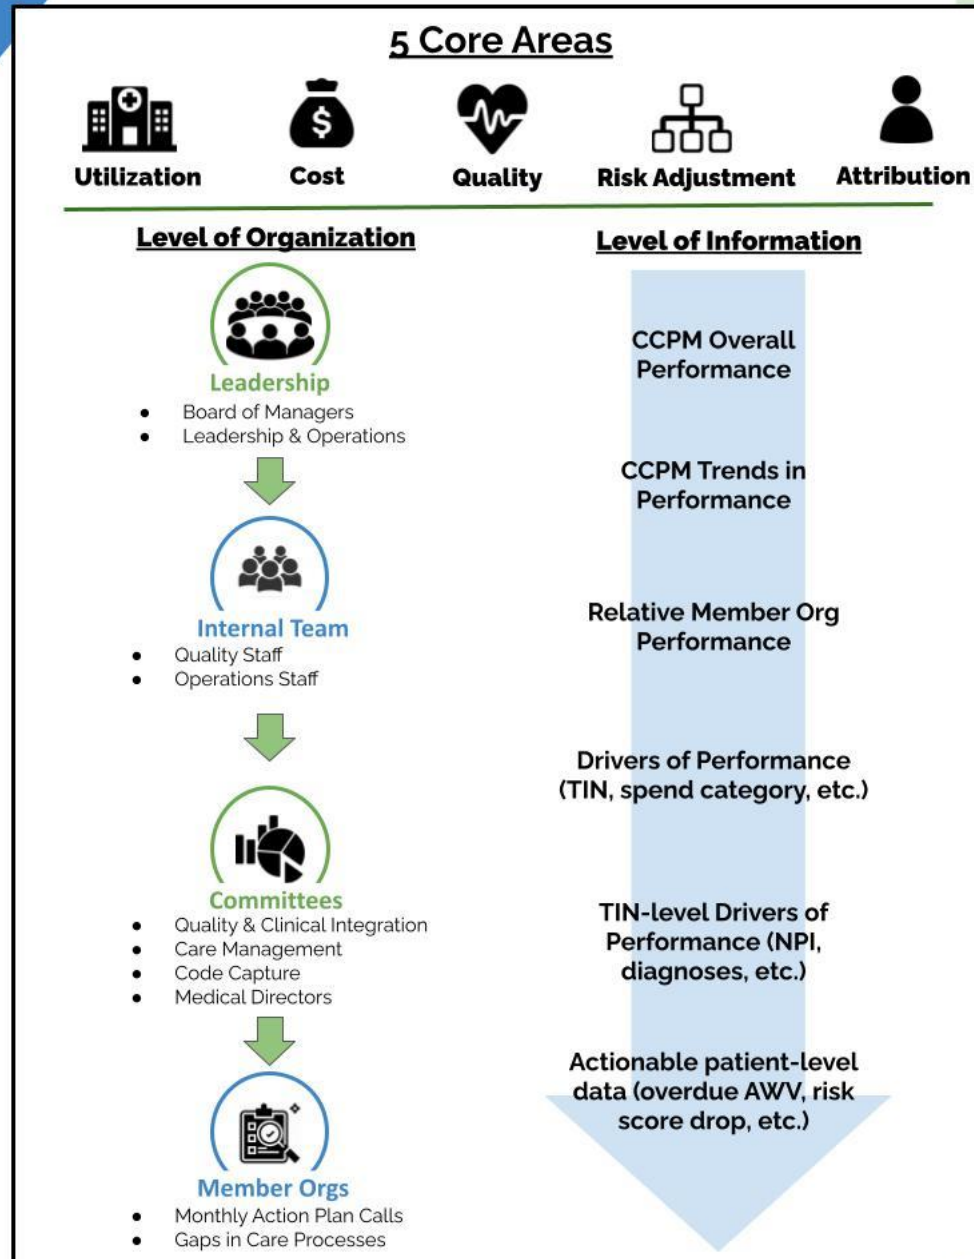 5 Core Areas
$
Utilization
Cost
Quality
Risk Adjustment
Attribution
Level of Organization
Leadership
● Board of Managers
● Leadership & Operations
Internal Team
● Quality Staff
● Operations Staff
Committees
● Quality & Clinical Integration
● Care Management
● Code Capture
● Medical Directors
Member Orgs
● Monthly Action Plan Calls
● Gaps in Care Processes
Level of Information
CCPM Overall
Performance
CCPM Trends in
Performance
Relative Member Org
Performance
Drivers of Performance
(TIN, spend category, etc.)
TIN-level Drivers of
Performance (NPI,
diagnoses, etc.)
Actionable patient-level
data (overdue AWV, risk
score drop, etc.)